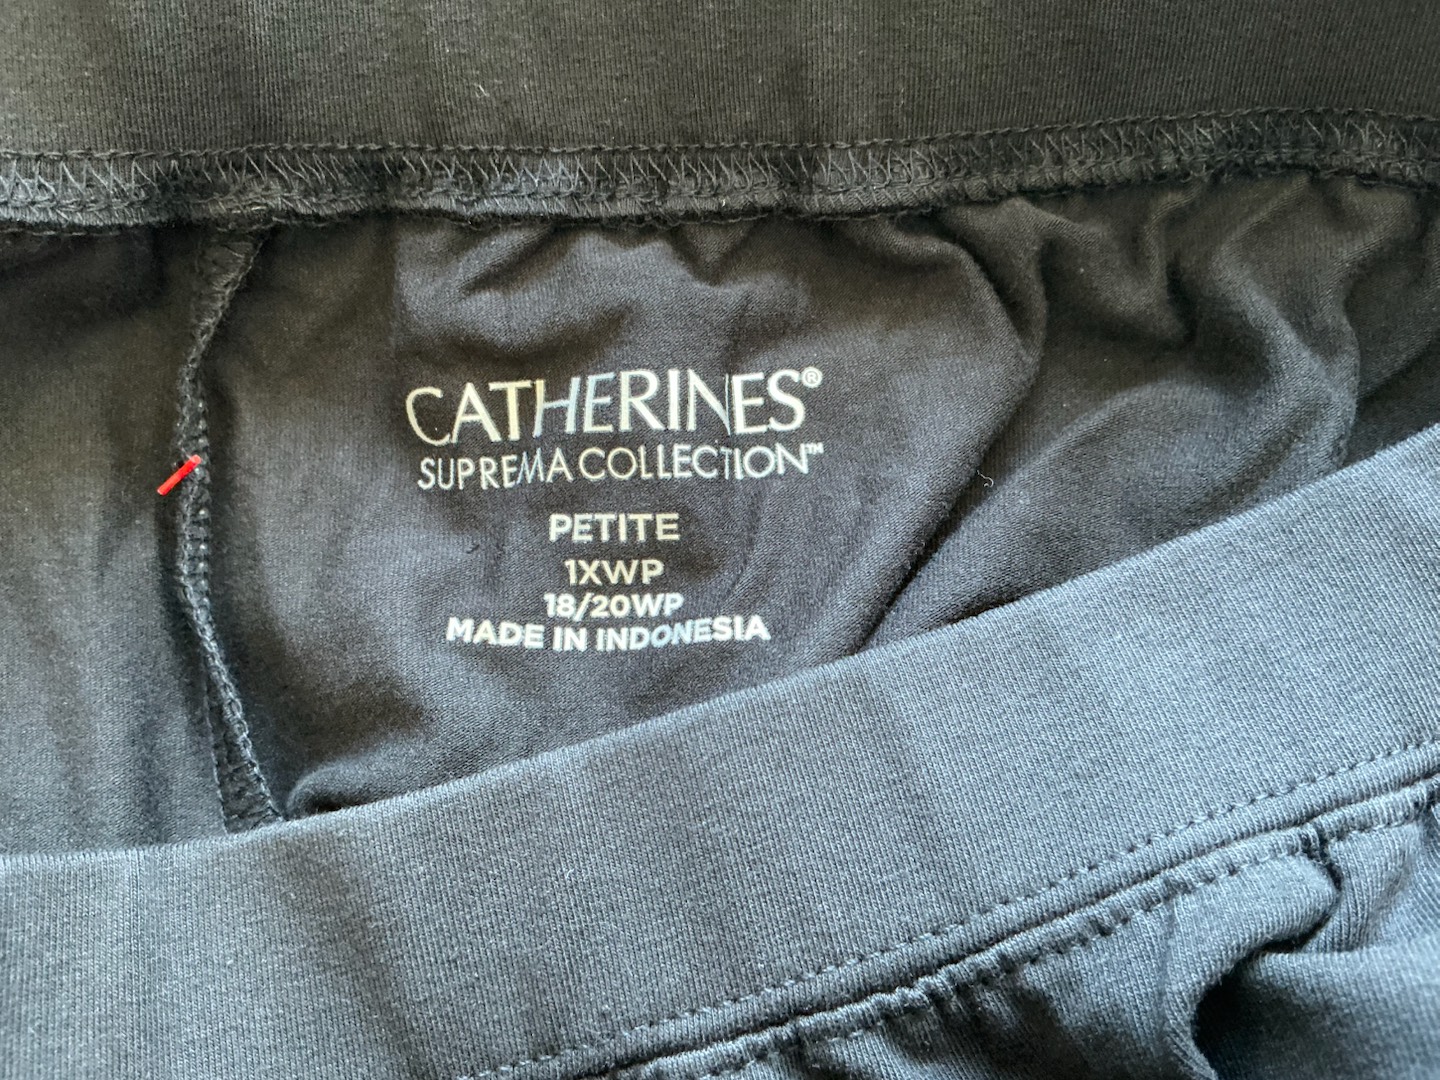 CATHERINES®
SUPREMA COLLECTION™
PETITE
1XWP
18/20WP
MADE IN INDONESIA